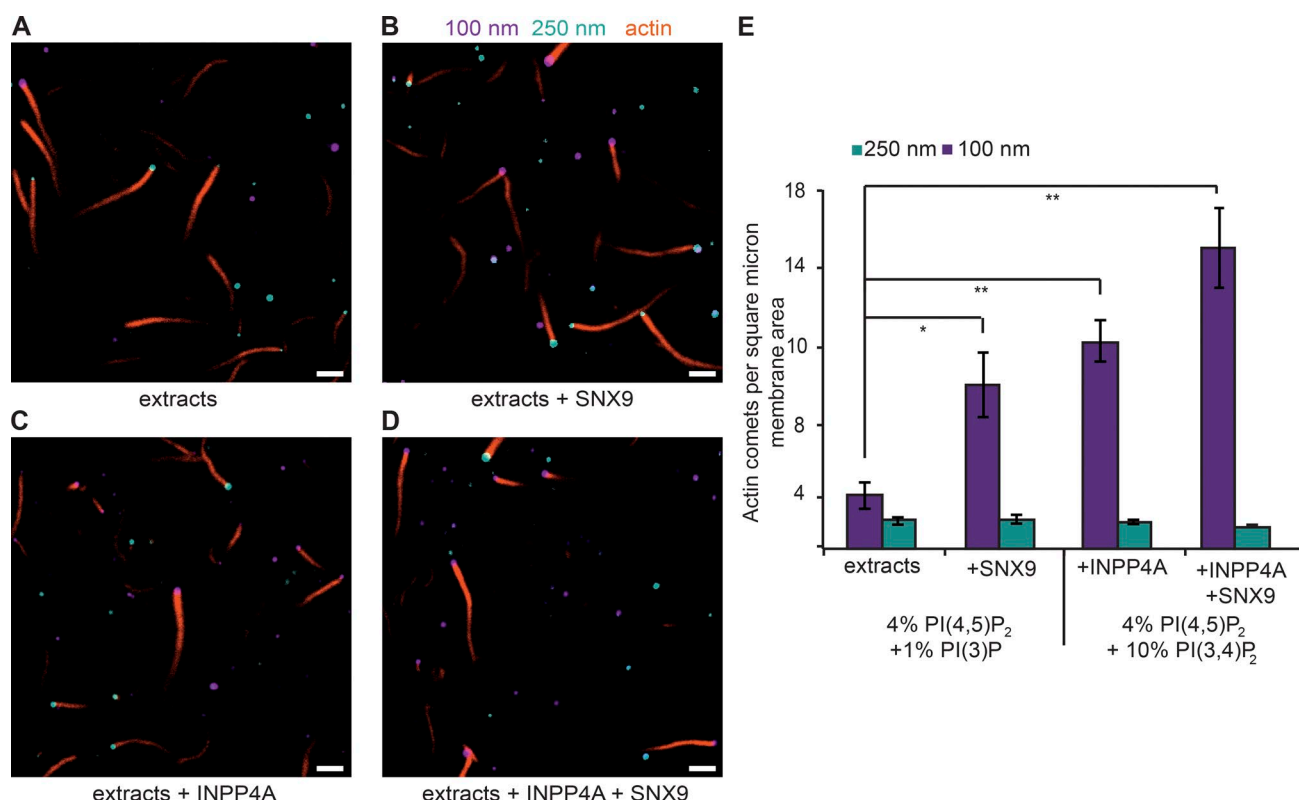 A
B
100 nm 250 nm actin
E
extracts
extracts + SNX9
C
D
extracts + INPP4A
extracts + INPP4A + SNX9
250 nm 100 nm
Actin comets per square micron
membrane area
18
14
10
8
4
**
**
*
extracts
+SNX9
+INPP4A
+INPP4A
+SNX9
4% PI(4,5)P2
+1% PI(3)P
4% PI(4,5)P2
+ 10% PI(3,4)P2